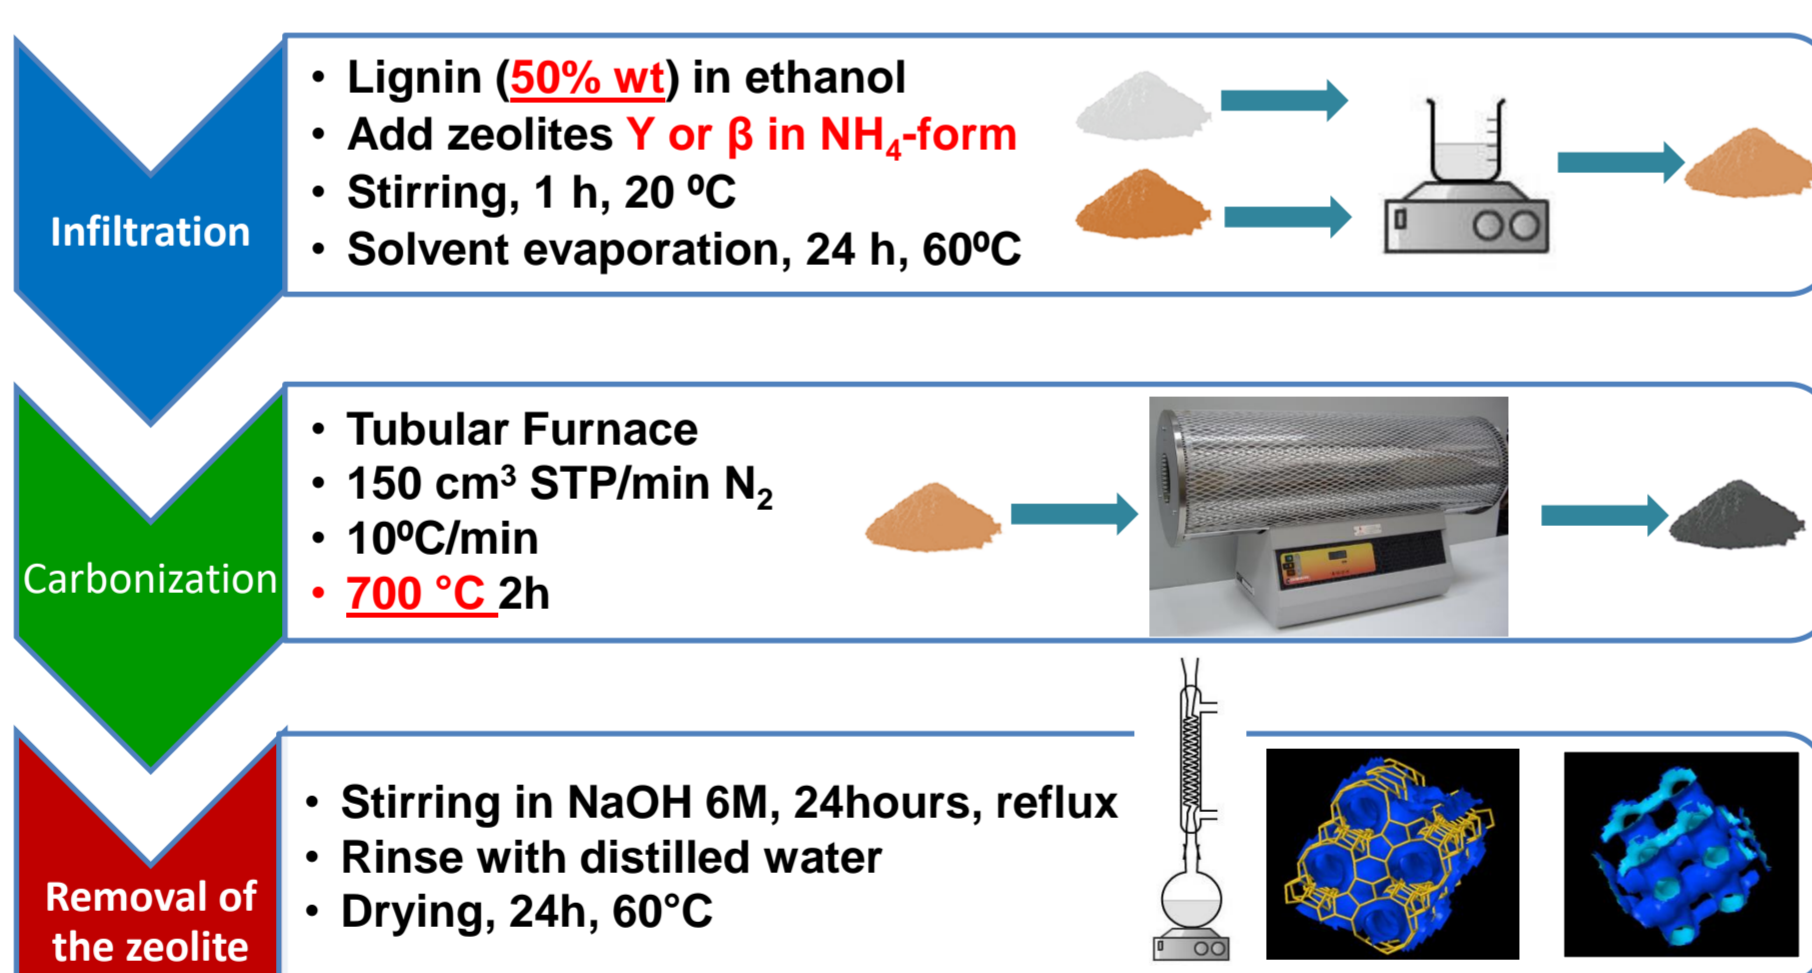 Infiltration
• Lignin (50% wt) in ethanol
• Add zeolites Y or β in NH₄-form
• Stirring, 1 h, 20 ºC
• Solvent evaporation, 24 h, 60ºC
Carbonization
• Tubular Furnace
• 150 cm³ STP/min N₂
• 10ºC/min
• 700 °C 2h
Removal of
the zeolite
• Stirring in NaOH 6M, 24hours, reflux
• Rinse with distilled water
• Drying, 24h, 60°C